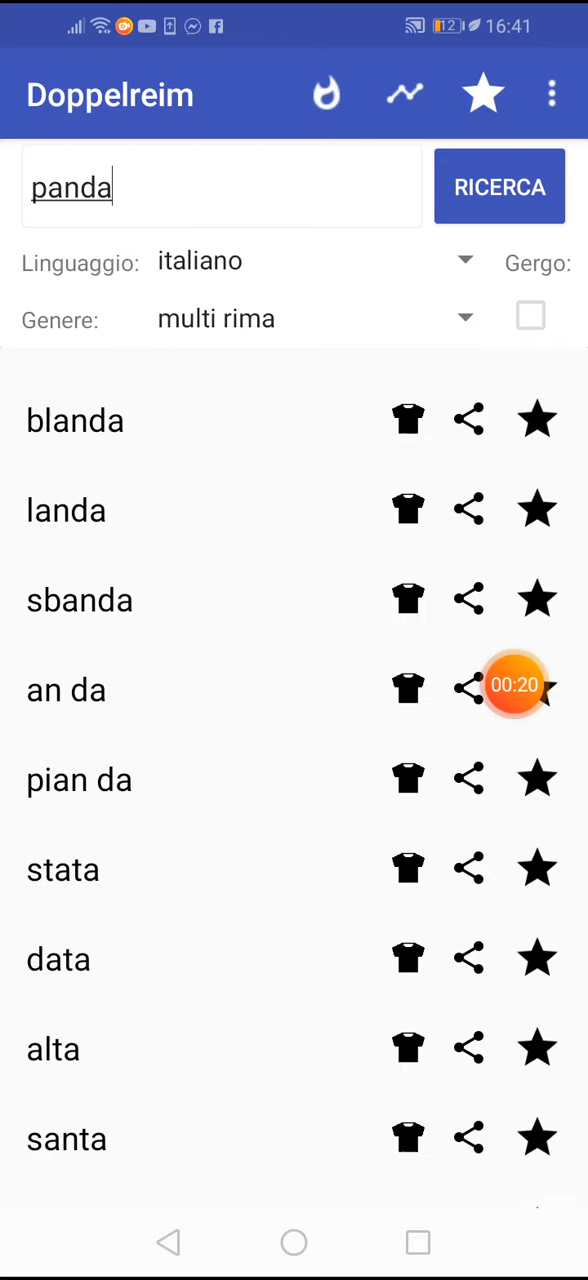 12 16:41
Doppelreim
panda RICERCA
Linguaggio: italiano Gergo:
Genere: multi rima
blanda
landa
sbanda
an da
00:20
pian da
stata
data
alta
santa